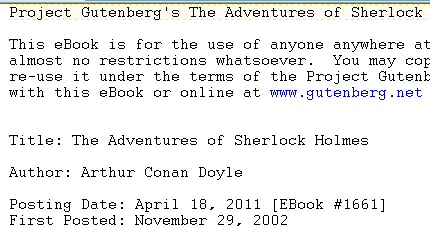 Project Gutenberg's The Adventures of Sherlock
This eBook is for the use of anyone anywhere at
almost no restrictions whatsoever.  You may cop
re-use it under the terms of the Project Gutenb
with this eBook or online at www.gutenberg.net
Title: The Adventures of Sherlock Holmes
Author: Arthur Conan Doyle
Posting Date: April 18, 2011 [EBook #1661]
First Posted: November 29, 2002